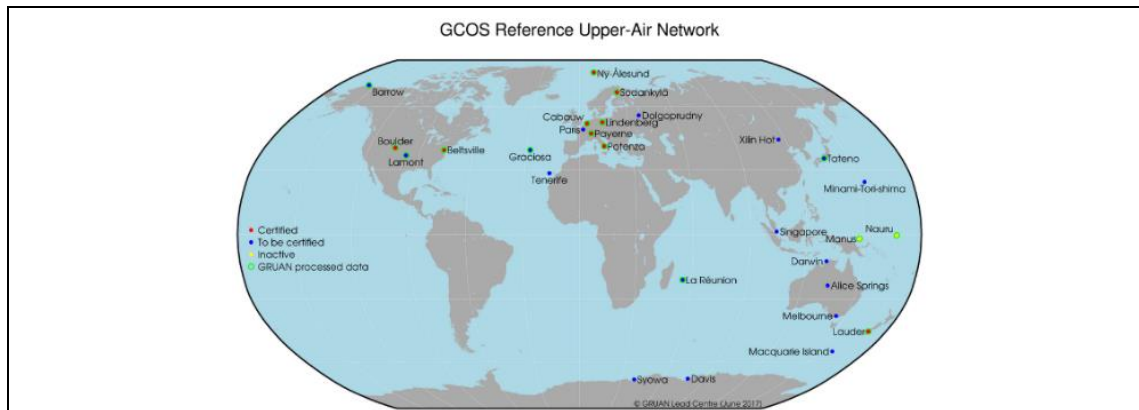 GCOS Reference Upper-Air Network
Ny-Ålesund
Barrow
Sodankylä
Cabauw
Lindenberg
Dolgoprudny
Paris
Payerne
Xilin Hot
Boulder
Beltsville
Potenza
Lamont
Graciosa
Tateno
Tenerife
Minami-Tori-shima
Certified
To be certified
Inactive
GRUAN processed data
Singapore
Manus
Nauru
Darwin
La Réunion
Alice Springs
Melbourne
Lauder
Macquarie Island
Syowa
Davis
© GRUAN Lead Centre (June 2017)